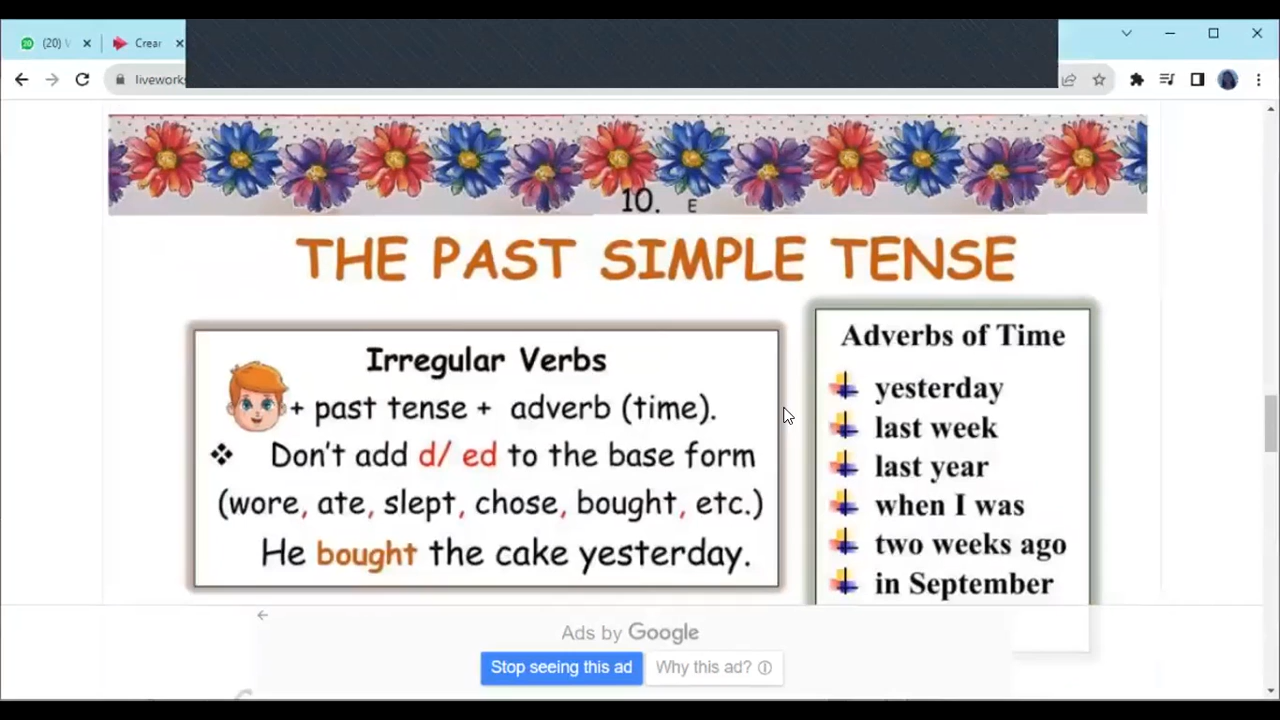 (20)
Crear
livework
10. E
THE PAST SIMPLE TENSE
Irregular Verbs
+ past tense + adverb (time).
Don't add d/ ed to the base form
(wore, ate, slept, chose, bought, etc.)
He bought the cake yesterday.
Adverbs of Time
yesterday
last week
last year
when I was
two weeks ago
in September
Ads by Google
Stop seeing this ad
Why this ad?